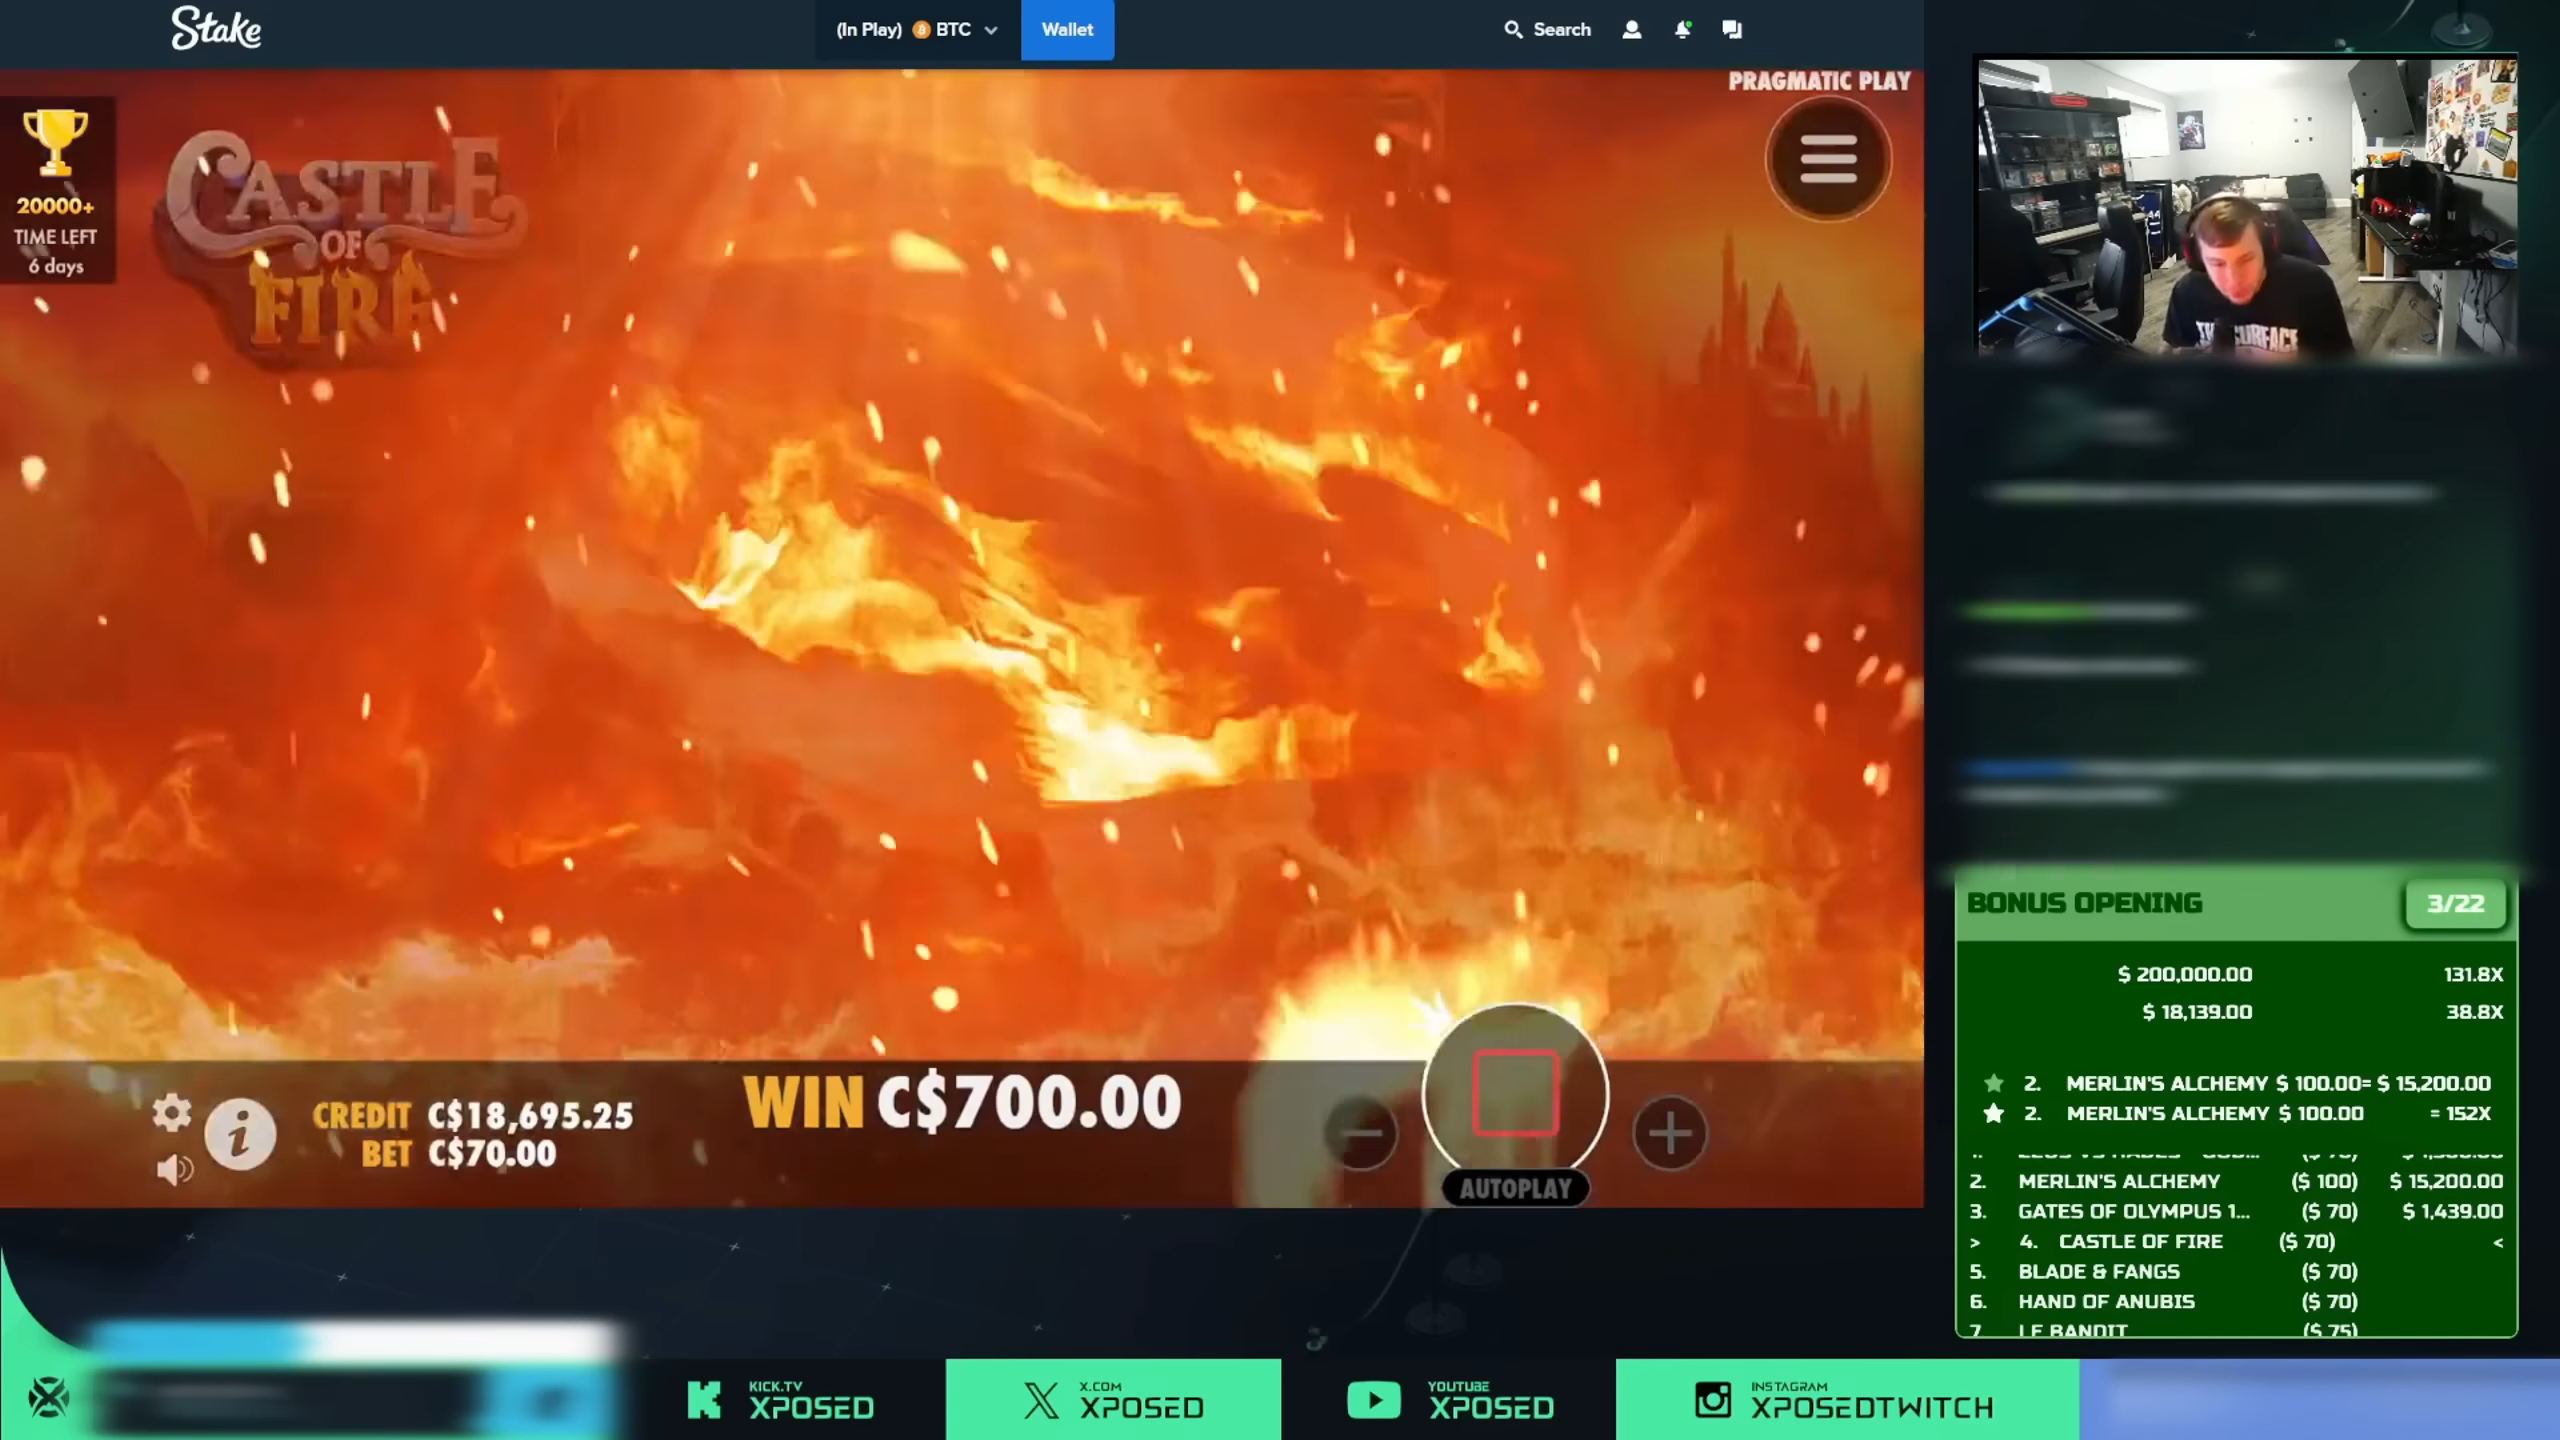 Stake
(In Play) BTC
Wallet
Search
PRAGMATIC PLAY
20000+
TIME LEFT
6 days
CASTLE
OF
FIRE
CREDIT C$18,695.25
BET C$70.00
WIN C$700.00
AUTOPLAY
BONUS OPENING 3/22
$ 200,000.00 131.8X
$ 18,139.00 38.8X
2. MERLIN'S ALCHEMY $ 100.00= $ 15,200.00
2. MERLIN'S ALCHEMY $ 100.00 = 152X
2. MERLIN'S ALCHEMY ($ 100) $ 15,200.00
3. GATES OF OLYMPUS 1... ($ 70) $ 1,439.00
> 4. CASTLE OF FIRE ($ 70) <
5. BLADE & FANGS ($ 70)
6. HAND OF ANUBIS ($ 70)
7 LE BANDIT ($ 75)
KICK.TV
XPOSED
X.COM
XPOSED
YOUTUBE
XPOSED
INSTAGRAM
XPOSEDTWITCH